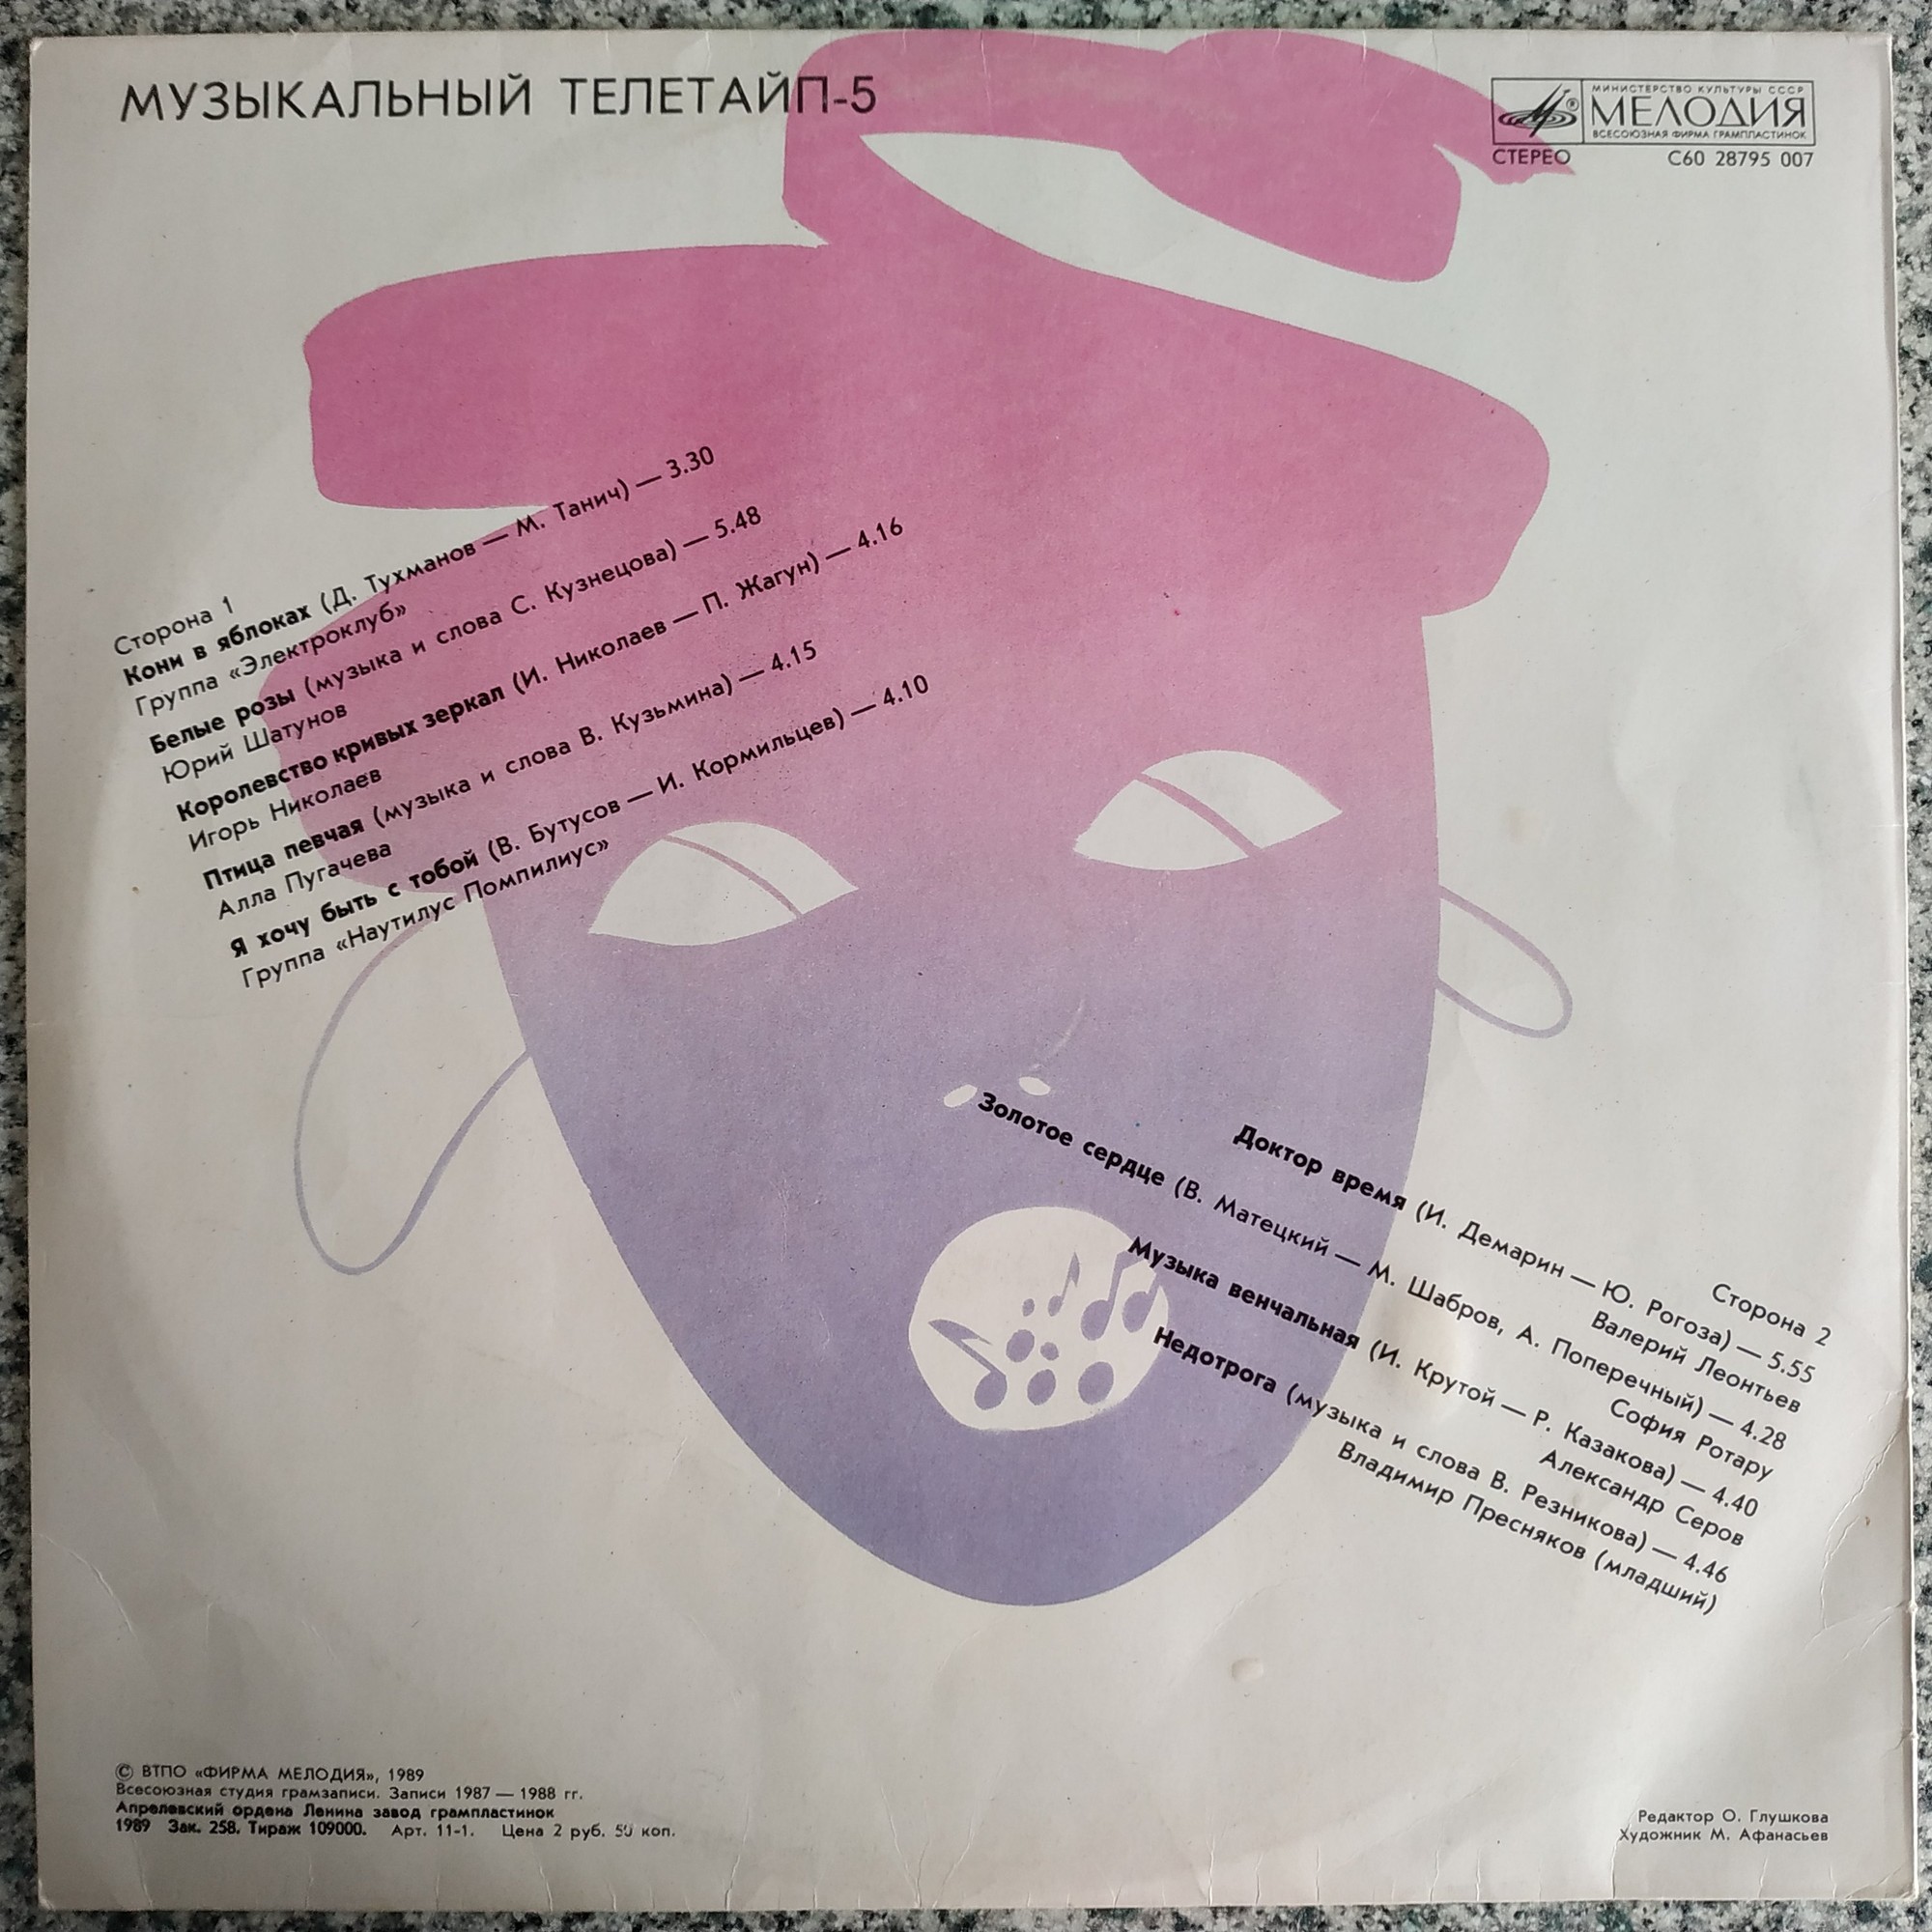 МУЗЫКАЛЬНЫЙ ТЕЛЕТАЙП-5
МИНИСТЕРСТВО КУЛЬТУРЫ СССР
МЕЛОДИЯ
ВСЕСОЮЗНАЯ ФИРМА ГРАМПЛАСТИНОК
СТЕРЕО С60 28795 007
Сторона 1
Кони в яблоках (Д. Тухманов — М. Танич) — 3.30
Группа «Электроклуб»
Белые розы (музыка и слова С. Кузнецова) — 5.48
Юрий Шатунов
Королевство кривых зеркал (И. Николаев — П. Жагун) — 4.16
Игорь Николаев
Птица певчая (музыка и слова В. Кузьмина) — 4.15
Алла Пугачева
Я хочу быть с тобой (В. Бутусов — И. Кормильцев) — 4.10
Группа «Наутилус Помпилиус»
Сторона 2
Доктор время (И. Демарин — Ю. Рогоза) — 5.55
Валерий Леонтьев
Золотое сердце (В. Матецкий — М. Шабров, А. Поперечный) — 4.28
София Ротару
Музыка венчальная (И. Крутой — Р. Казакова) — 4.40
Александр Серов
Недотрога (музыка и слова В. Резникова) — 4.46
Владимир Пресняков (младший)
© ВТПО «ФИРМА МЕЛОДИЯ», 1989
Всесоюзная студия грамзаписи. Записи 1987 — 1988 гг.
Апрелевский ордена Ленина завод грампластинок
1989 Зак. 258. Тираж 109000. Арт. 11-1. Цена 2 руб. 50 коп.
Редактор О. Глушкова
Художник М. Афанасьев